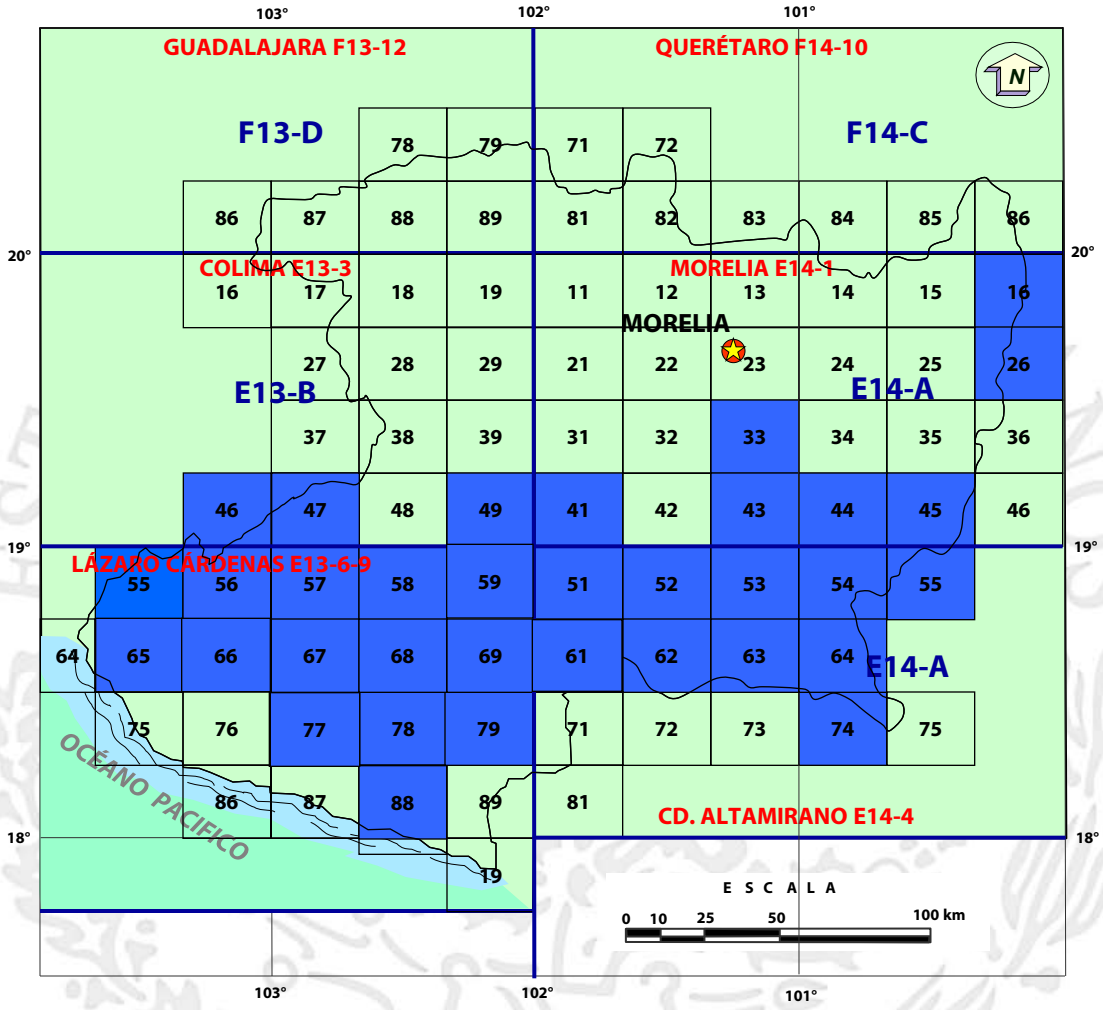 103° 102° 101°
GUADALAJARA F13-12 QUERÉTARO F14-10
N
F13-D F14-C
78 79 71 72
86 87 88 89 81 82 83 84 85 86
20° 20°
COLIMA E13-3 MORELIA E14-1
16 17 18 19 11 12 13 14 15 16
MORELIA
27 28 29 21 22 23 24 25 26
E13-B E14-A
37 38 39 31 32 33 34 35 36
46 47 48 49 41 42 43 44 45 46
19° 19°
LÁZARO CÁRDENAS E13-6-9
55 56 57 58 59 51 52 53 54 55
64 65 66 67 68 69 61 62 63 64
E14-A
75 76 77 78 79 71 72 73 74 75
OCÉANO PACIFICO
86 87 88 89 81
CD. ALTAMIRANO E14-4
18° 18°
19
ESCALA
0 10 25 50 100 km
103° 102° 101°